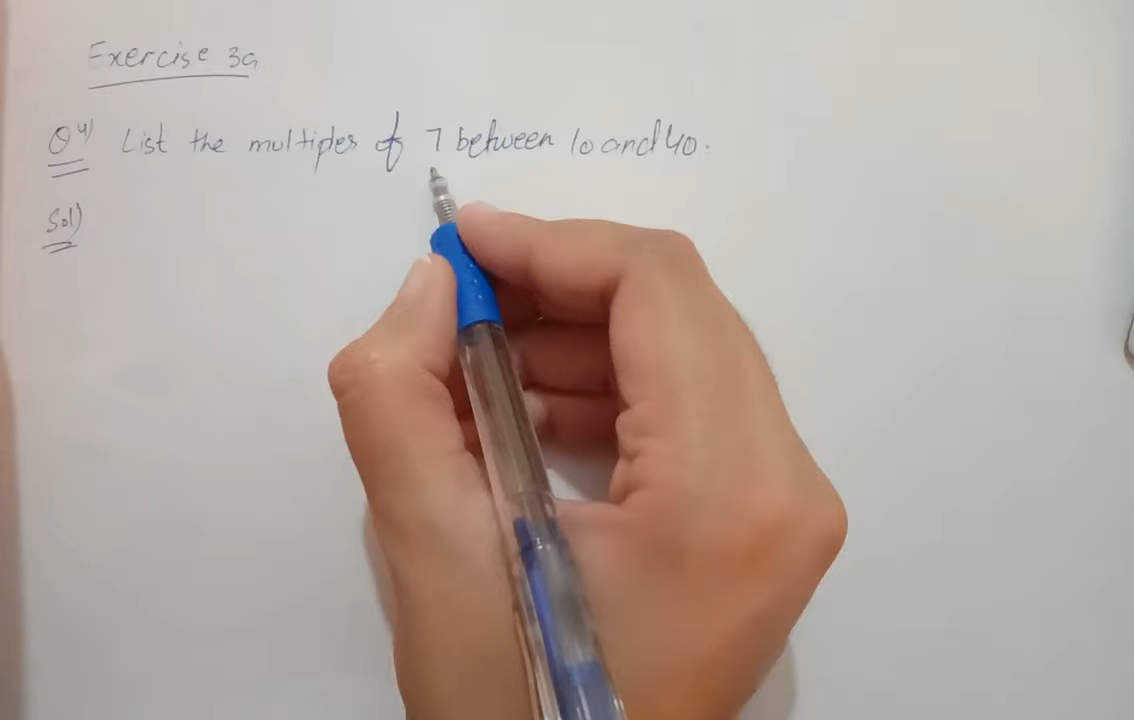 Exercise 3a
Q4) List the multiples of 7 between 10 and 40.
Sol)